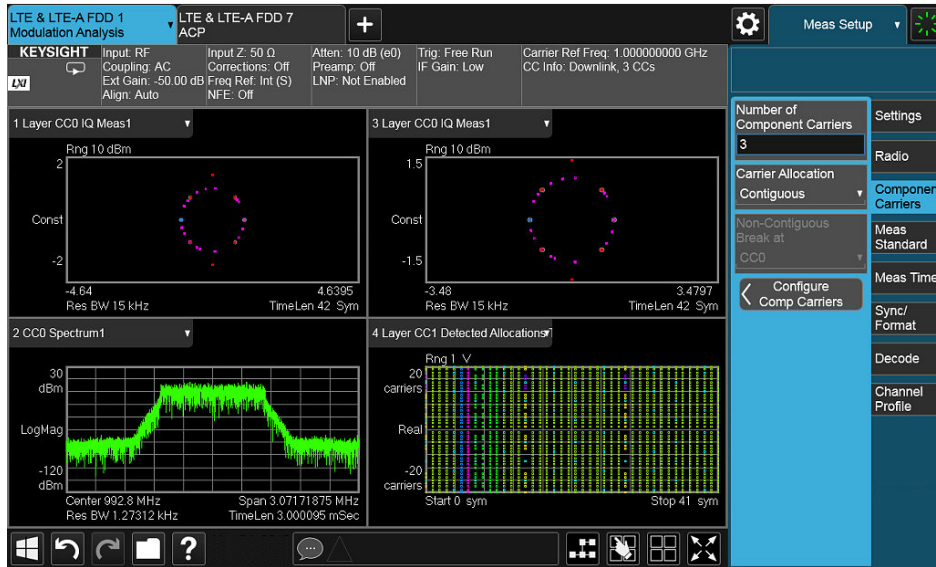 LTE & LTE-A FDD 1
Modulation Analysis
LTE & LTE-A FDD 7
ACP
Meas Setup
KEYSIGHT
LXI
Input: RF
Coupling: AC
Ext Gain: -50.00 dB
Align: Auto
Input Z: 50 Ω
Corrections: Off
Freq Ref: Int (S)
NFE: Off
Atten: 10 dB (e0)
Preamp: Off
LNP: Not Enabled
Trig: Free Run
IF Gain: Low
Carrier Ref Freq: 1.000000000 GHz
CC Info: Downlink, 3 CCs
1 Layer CC0 IQ Meas1
Rng 10 dBm
2
Const
-2
-4.64
4.6395
Res BW 15 kHz
TimeLen 42 Sym
3 Layer CC0 IQ Meas1
Rng 10 dBm
1.5
Const
-1.5
-3.48
3.4797
Res BW 15 kHz
TimeLen 42 Sym
2 CC0 Spectrum1
30
dBm
LogMag
-120
dBm
Center 992.8 MHz
Span 3.07171875 MHz
Res BW 1.27312 kHz
TimeLen 3.000095 mSec
4 Layer CC1 Detected Allocations
Rng 1 V
20
carriers
Real
-20
carriers
Start 0 sym
Stop 41 sym
Number of
Component Carriers
3
Carrier Allocation
Contiguous
Non-Contiguous
Break at
CC0
Configure
Comp Carriers
Settings
Radio
Componen
Carriers
Meas
Standard
Meas Time
Sync/
Format
Decode
Channel
Profile
?